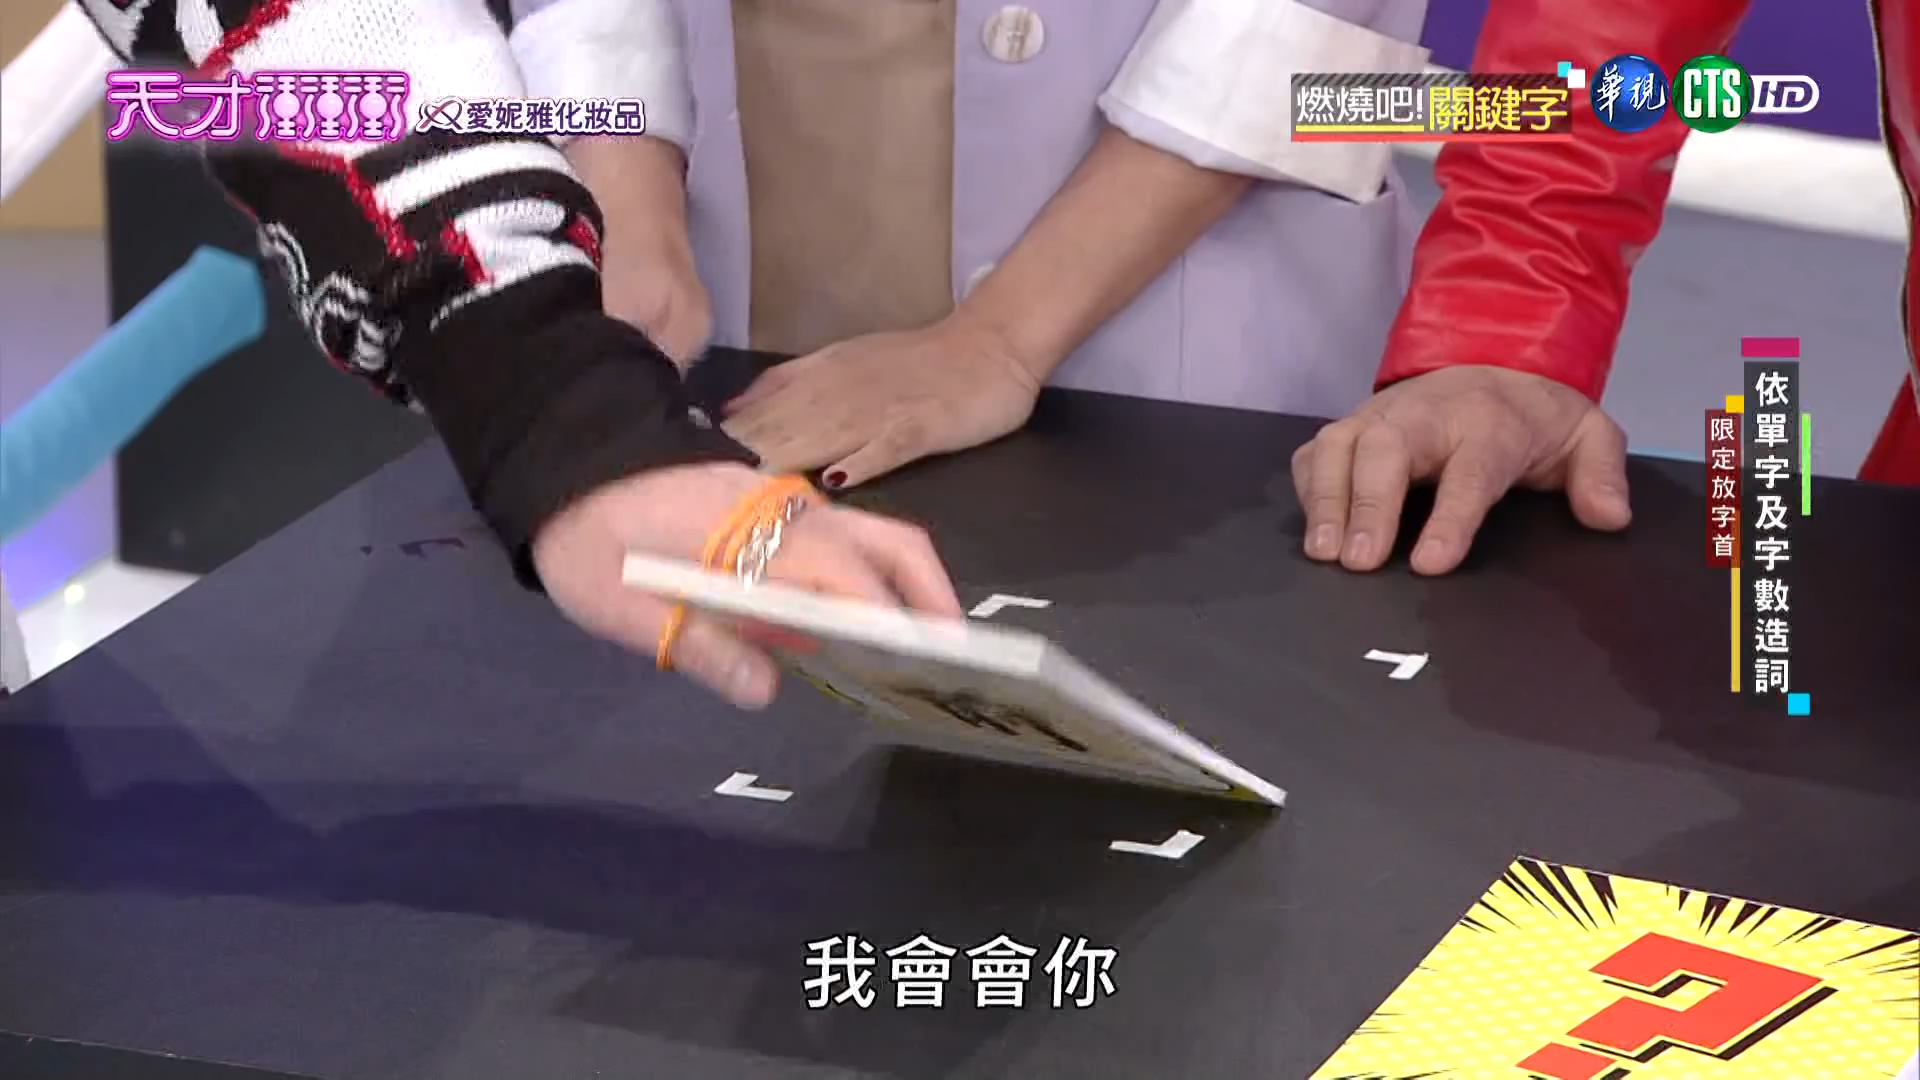 天才衝衝衝
愛妮雅化妝品
燃燒吧!關鍵字
華視 CTS HD
依單字及字數造詞
限定放字首
?
我會會你